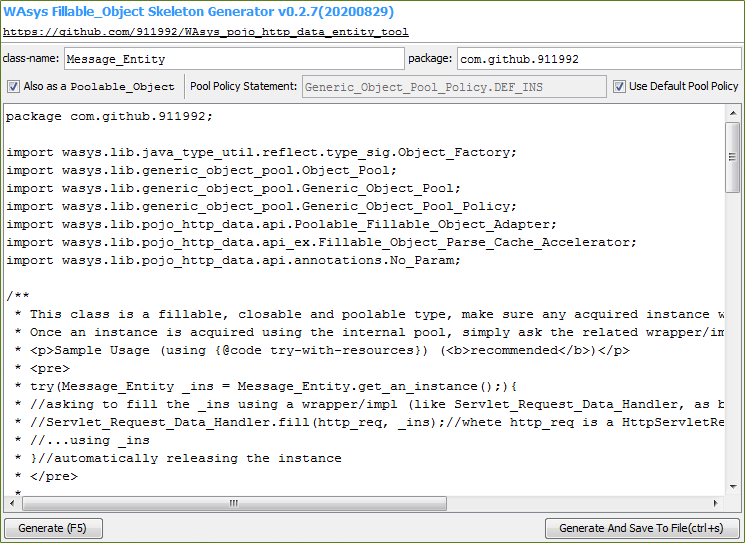 WAsys Fillable_Object Skeleton Generator v0.2.7(20200829)
https://github.com/911992/WAsys_pojo_http_data_entity_tool
class-name: Message_Entity package: com.github.911992
Also as a Poolable_Object Pool Policy Statement: Generic_Object_Pool_Policy.DEF_INS Use Default Pool Policy
package com.github.911992;
import wasys.lib.java_type_util.reflect.type_sig.Object_Factory;
import wasys.lib.generic_object_pool.Object_Pool;
import wasys.lib.generic_object_pool.Generic_Object_Pool;
import wasys.lib.generic_object_pool.Generic_Object_Pool_Policy;
import wasys.lib.pojo_http_data.api.Poolable_Fillable_Object_Adapter;
import wasys.lib.pojo_http_data.api_ex.Fillable_Object_Parse_Cache_Accelerator;
import wasys.lib.pojo_http_data.api.annotations.No_Param;
/**
* This class is a fillable, closable and poolable type, make sure any acquired instance w
* Once an instance is acquired using the internal pool, simply ask the related wrapper/im
* <p>Sample Usage (using {@code try-with-resources}) (<b>recommended</b>)</p>
* <pre>
* try(Message_Entity _ins = Message_Entity.get_an_instance();){
* //asking to fill the _ins using a wrapper/impl (like Servlet_Request_Data_Handler, as b
* //Servlet_Request_Data_Handler.fill(http_req, _ins);//whete http_req is a HttpServletRe
* //...using _ins
* }//automatically releasing the instance
* </pre>
*
Generate (F5) Generate And Save To File(ctrl+s)